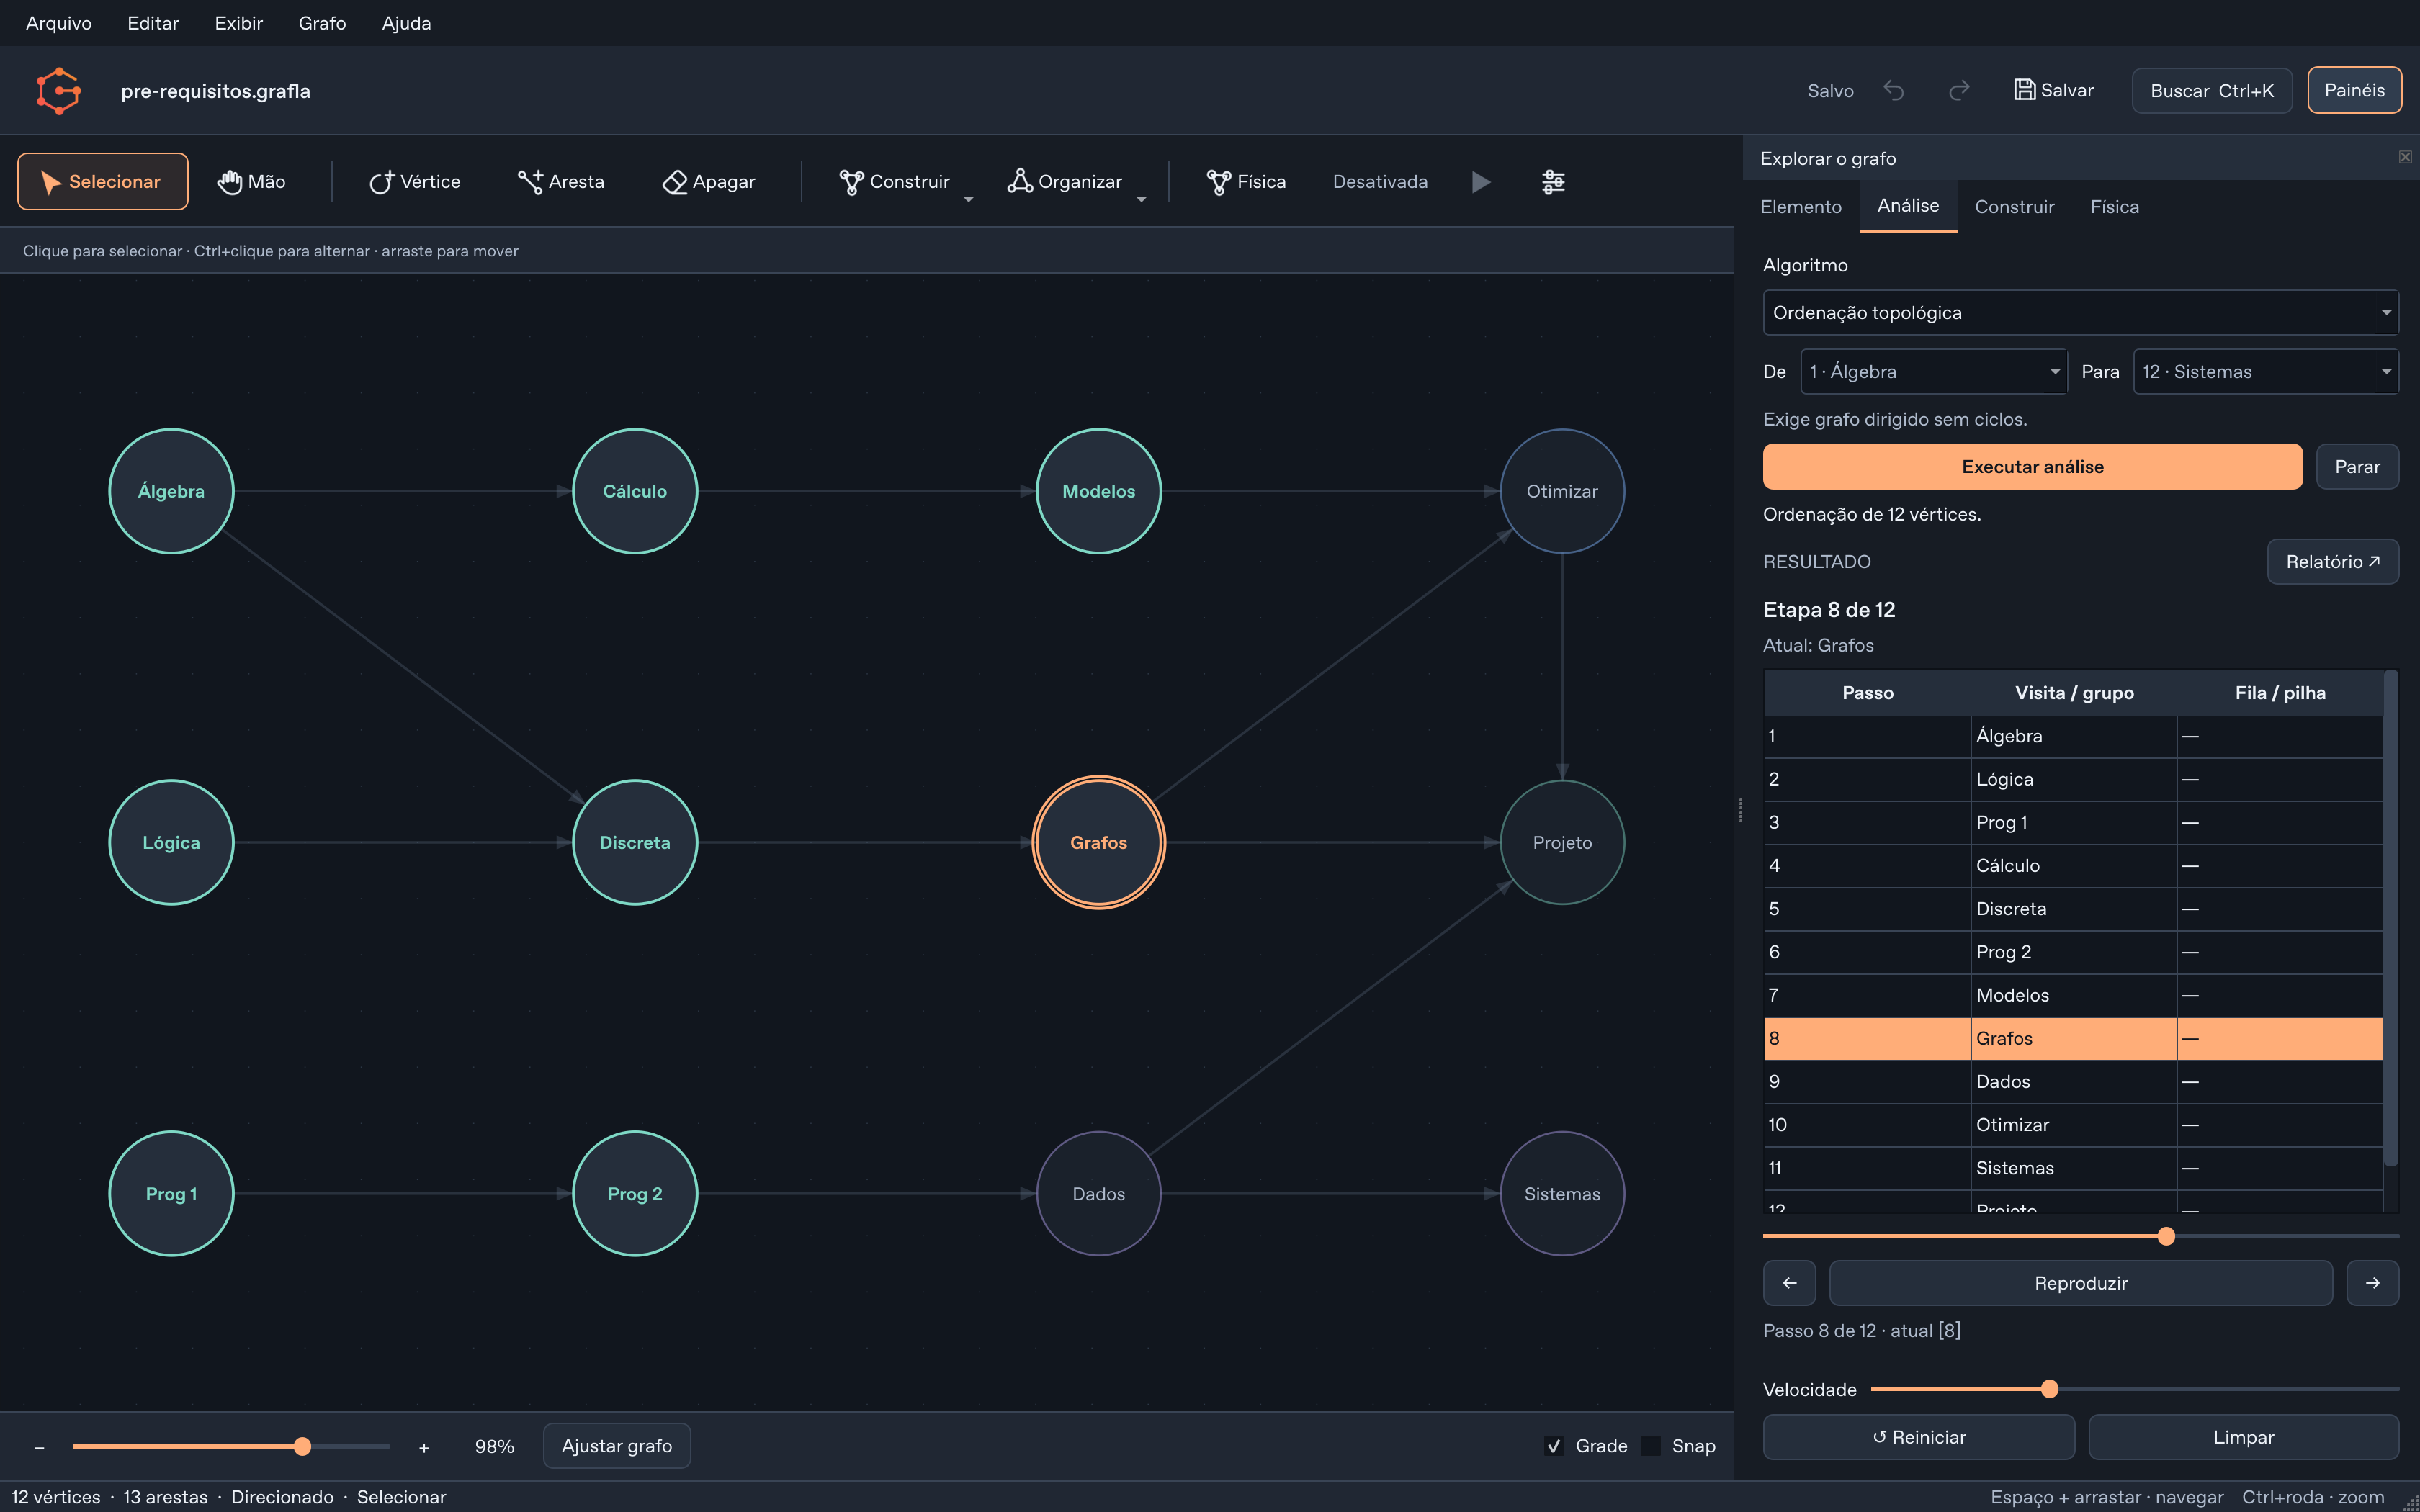 Arquivo Editar Exibir Grafo Ajuda
pre-requisitos.grafla
Salvo Salvar Buscar Ctrl+K Painéis
Selecionar Mão Vértice Aresta Apagar Construir Organizar Física Desativada
Clique para selecionar · Ctrl+clique para alternar · arraste para mover
Álgebra Cálculo Modelos Otimizar
Lógica Discreta Grafos Projeto
Prog 1 Prog 2 Dados Sistemas
– + 98% Ajustar grafo Grade Snap
12 vértices · 13 arestas · Direcionado · Selecionar
Explorar o grafo
Elemento Análise Construir Física
Algoritmo
Ordenação topológica
De 1 · Álgebra Para 12 · Sistemas
Exige grafo dirigido sem ciclos.
Executar análise Parar
Ordenação de 12 vértices.
RESULTADO Relatório ↗
Etapa 8 de 12
Atual: Grafos
Passo Visita / grupo Fila / pilha
1 Álgebra —
2 Lógica —
3 Prog 1 —
4 Cálculo —
5 Discreta —
6 Prog 2 —
7 Modelos —
8 Grafos —
9 Dados —
10 Otimizar —
11 Sistemas —
12 Projeto —
← Reproduzir →
Passo 8 de 12 · atual [8]
Velocidade
↺ Reiniciar Limpar
Espaço + arrastar · navegar Ctrl+roda · zoom